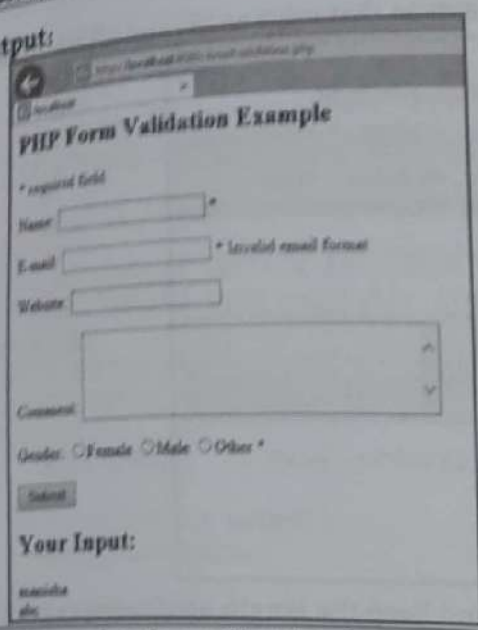 tput:
localhost
PHP Form Validation Example
* required field
Name *
E-mail * Invalid email format
Website
Comment
Gender: Female Male Other *
Submit
Your Input:
manisha
abc